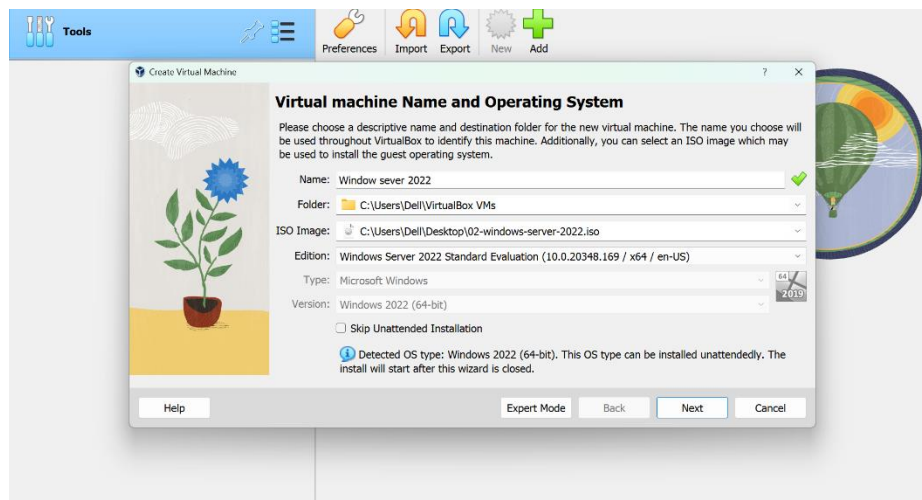 Tools
Preferences
Import
Export
New
Add
Create Virtual Machine
?
Virtual machine Name and Operating System
Please choose a descriptive name and destination folder for the new virtual machine. The name you choose will
be used throughout VirtualBox to identify this machine. Additionally, you can select an ISO image which may
be used to install the guest operating system.
Name: Window sever 2022
Folder: C:\Users\Dell\VirtualBox VMs
ISO Image: C:\Users\Dell\Desktop\02-windows-server-2022.iso
Edition: Windows Server 2022 Standard Evaluation (10.0.20348.169 / x64 / en-US)
Type: Microsoft Windows
64
2019
Version: Windows 2022 (64-bit)
Skip Unattended Installation
Detected OS type: Windows 2022 (64-bit). This OS type can be installed unattendedly. The
install will start after this wizard is closed.
Help
Expert Mode
Back
Next
Cancel